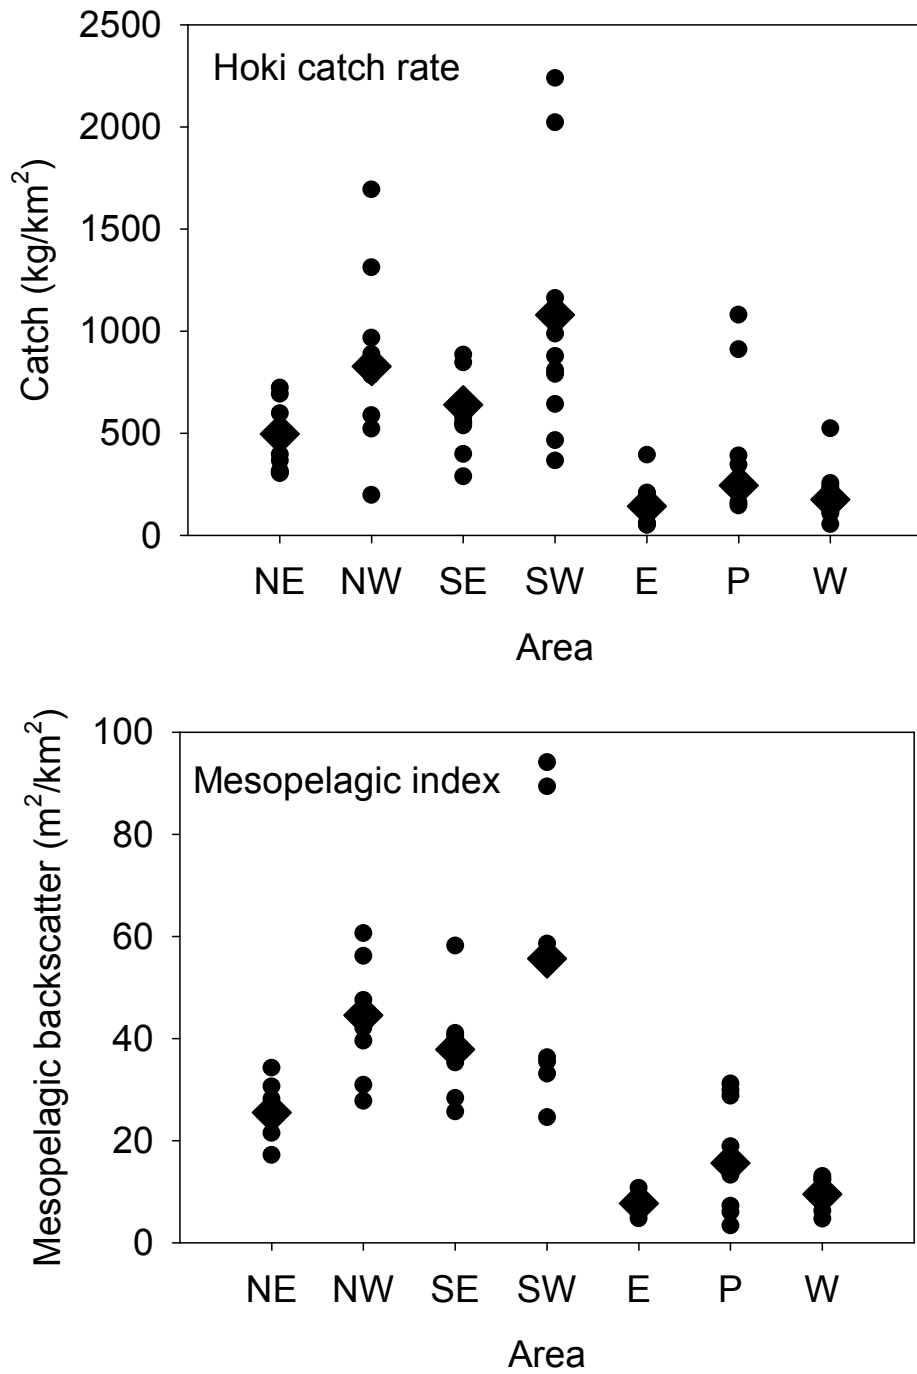 2500
Hoki catch rate
2000
1500
1000
500
0
Catch (kg/km²)
NE NW SE SW E P W
Area
100
Mesopelagic index
80
60
40
20
0
Mesopelagic backscatter (m²/km²)
NE NW SE SW E P W
Area